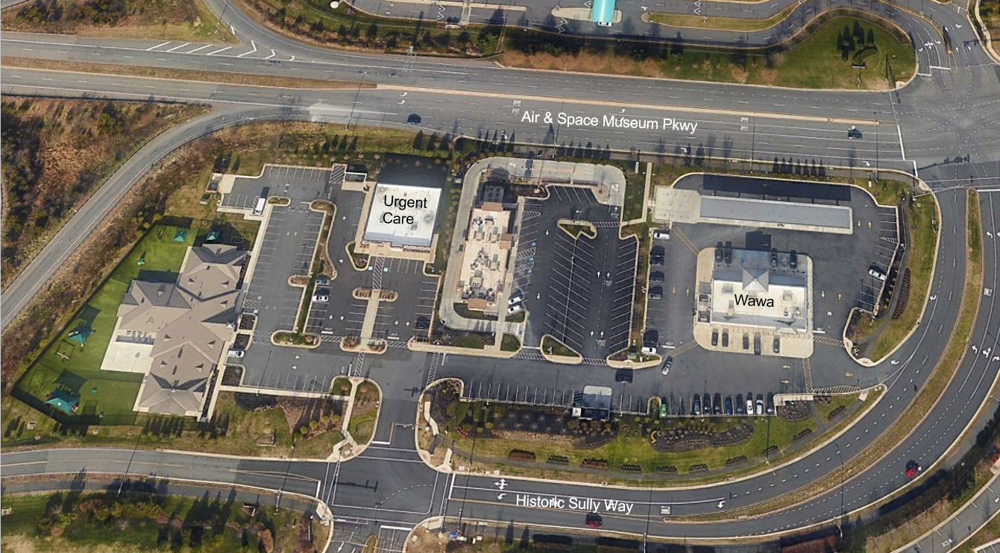 Air & Space Museum Pkwy
Urgent
Care
Wawa
Historic Sully Way